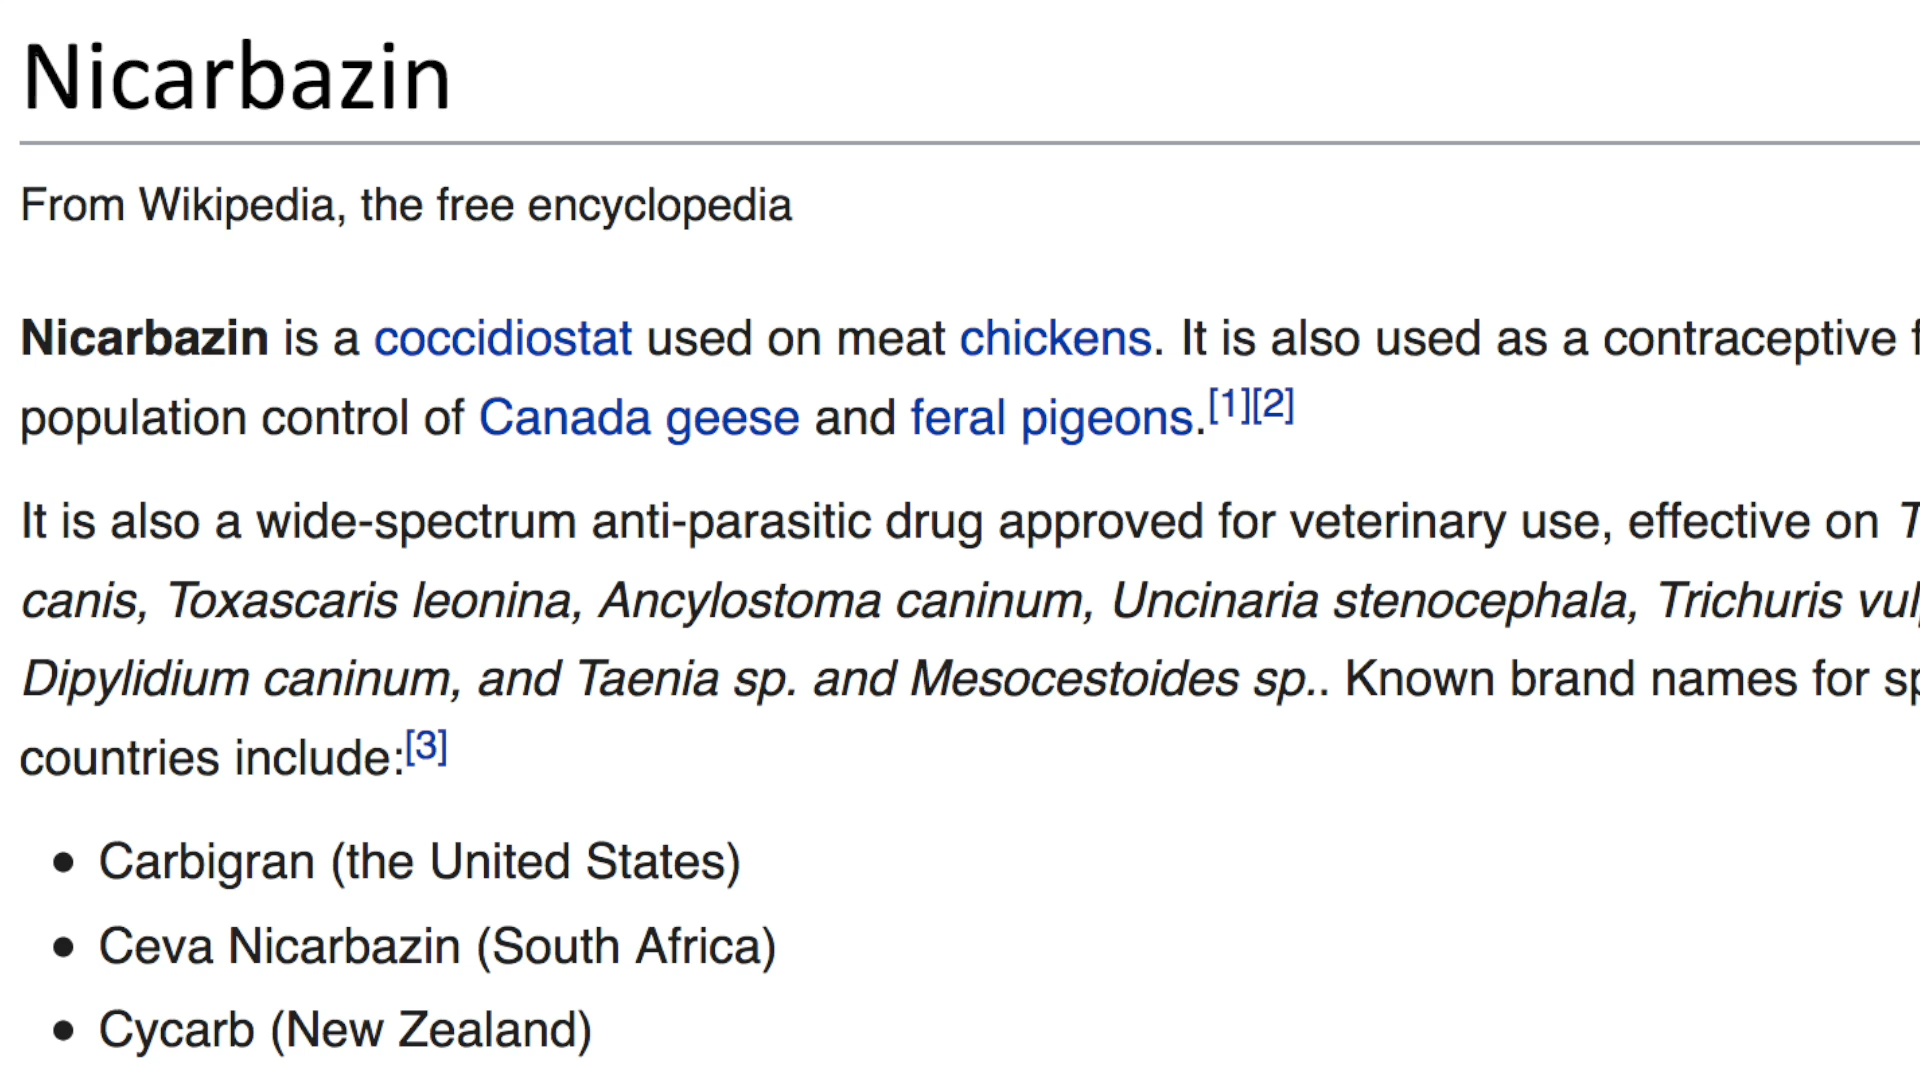 Nicarbazin
From Wikipedia, the free encyclopedia
Nicarbazin is a coccidiostat used on meat chickens. It is also used as a contraceptive
population control of Canada geese and feral pigeons.[1][2]
It is also a wide-spectrum anti-parasitic drug approved for veterinary use, effective on
canis, Toxascaris leonina, Ancylostoma caninum, Uncinaria stenocephala, Trichuris
Dipylidium caninum, and Taenia sp. and Mesocestoides sp.. Known brand names for
countries include:[3]
• Carbigran (the United States)
• Ceva Nicarbazin (South Africa)
• Cycarb (New Zealand)